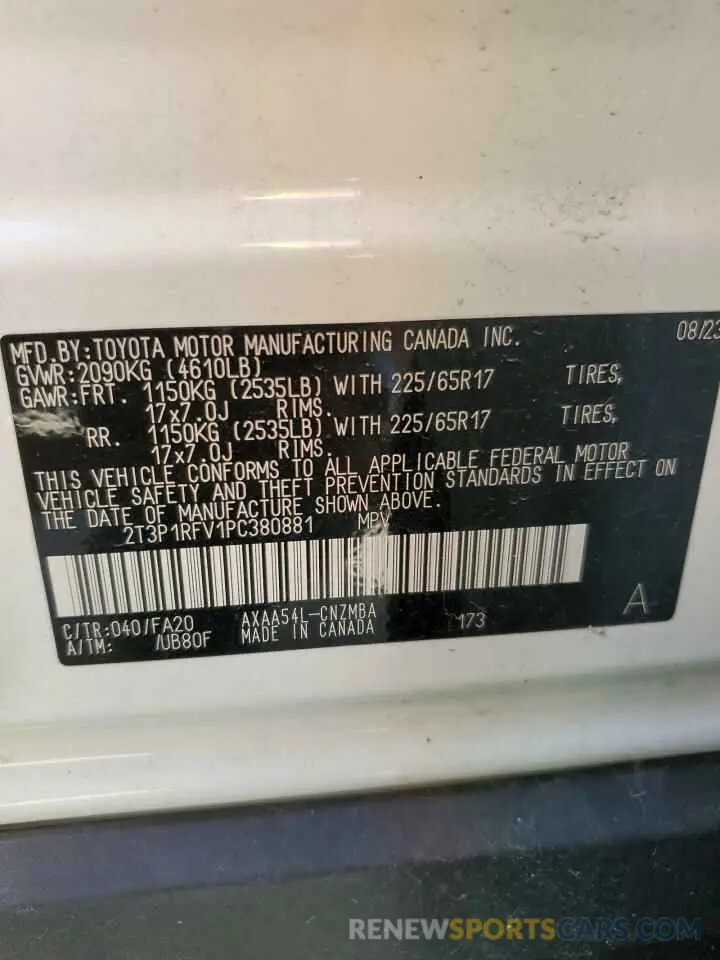 MFD.BY:TOYOTA MOTOR MANUFACTURING CANADA INC. 08/23
GVWR:2090KG (4610LB)
GAWR:FRT. 1150KG (2535LB) WITH 225/65R17 TIRES,
17x7.0J RIMS.
RR. 1150KG (2535LB) WITH 225/65R17 TIRES,
17x7.0J RIMS.
THIS VEHICLE CONFORMS TO ALL APPLICABLE FEDERAL MOTOR
VEHICLE SAFETY AND THEFT PREVENTION STANDARDS IN EFFECT ON
THE DATE OF MANUFACTURE SHOWN ABOVE.
2T3P1RFV1PC380881 MPV
C/TR:040/FA20 AXAA54L-CNZMBA
A/TM: /UB80F MADE IN CANADA 173 A
RENEWSPORTSCARS.COM